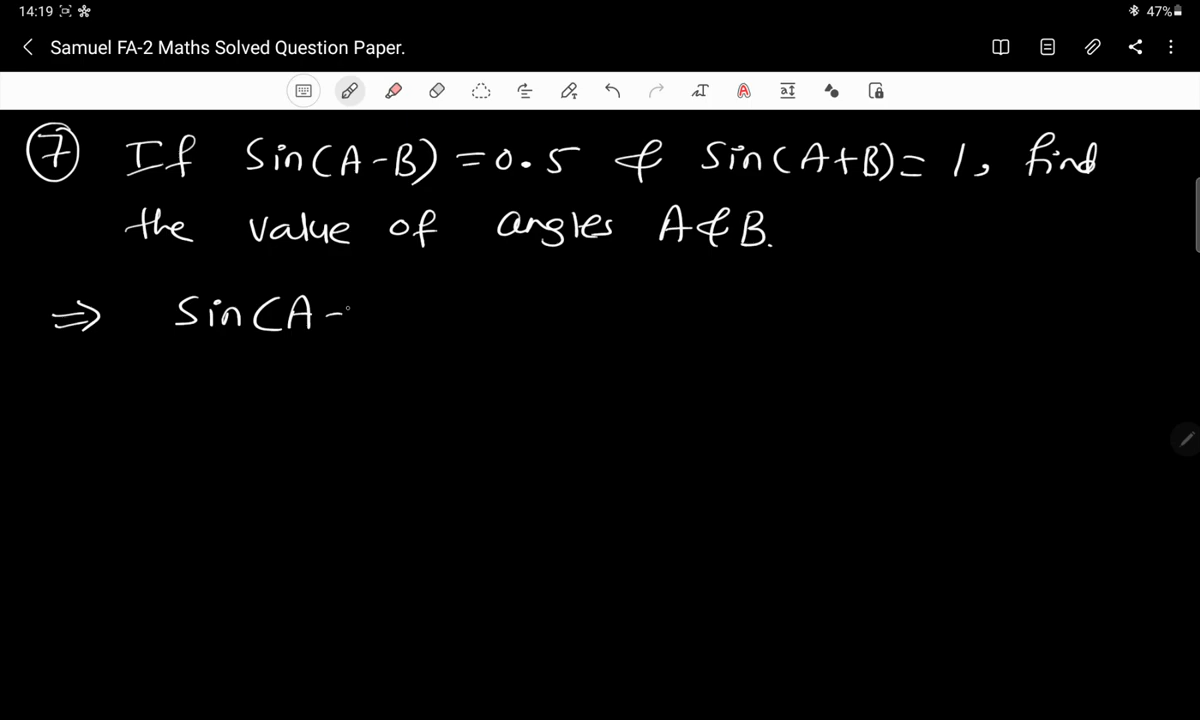 14:19 47%
Samuel FA-2 Maths Solved Question Paper.
7 If Sin(A-B) = 0.5 & Sin(A+B) = 1, find
the value of angles A & B.
⇒ Sin(A -